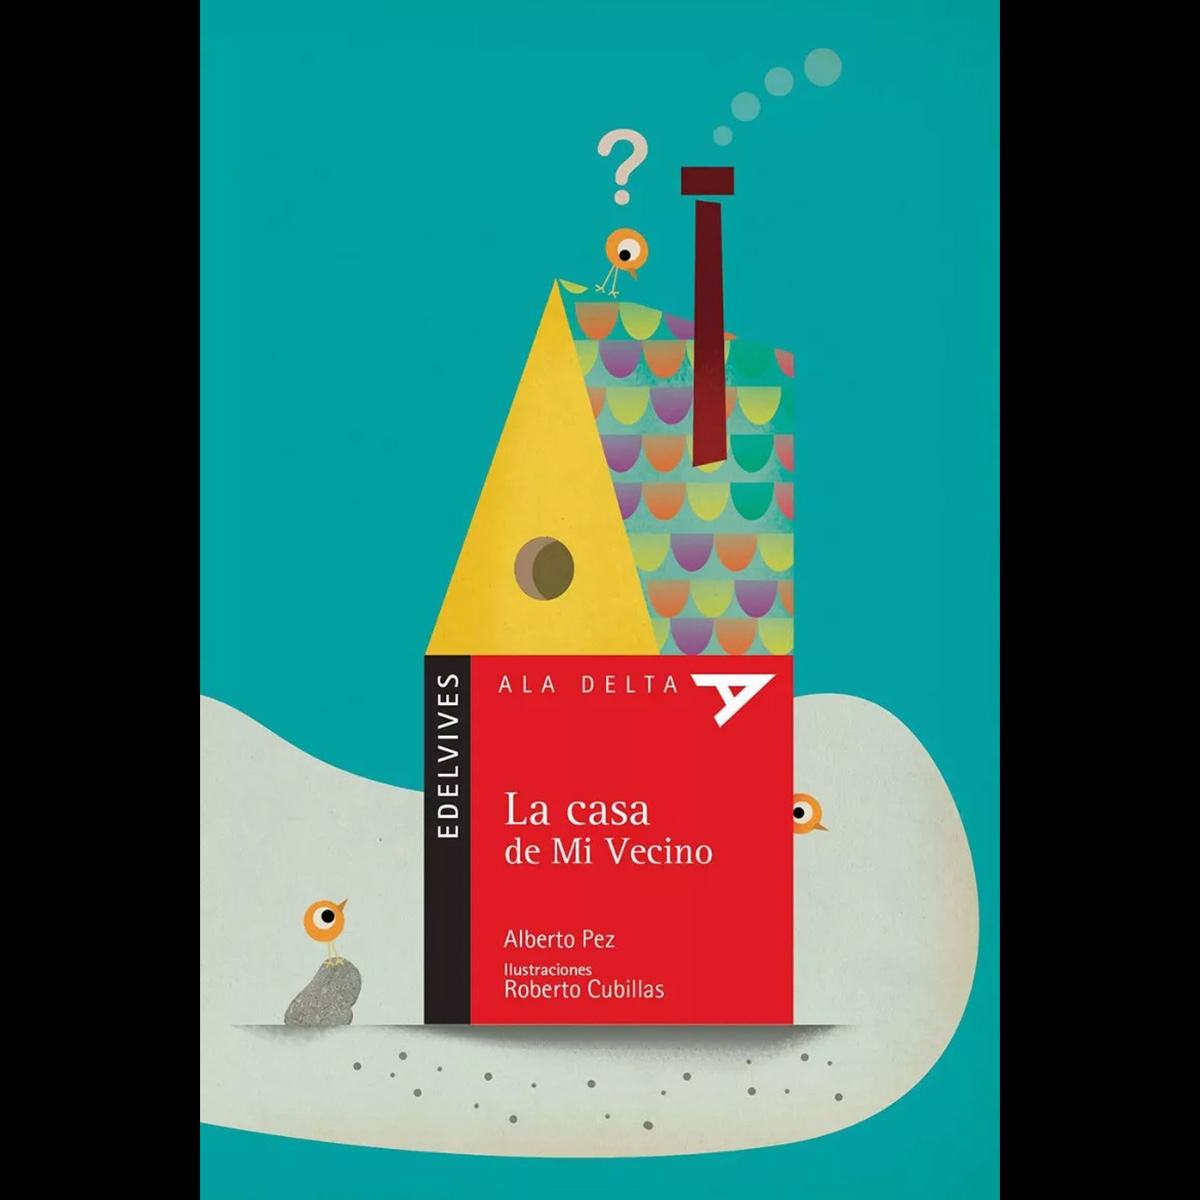 ?
EDELVIVES
ALA DELTA
La casa
de Mi Vecino
Alberto Pez
Ilustraciones
Roberto Cubillas